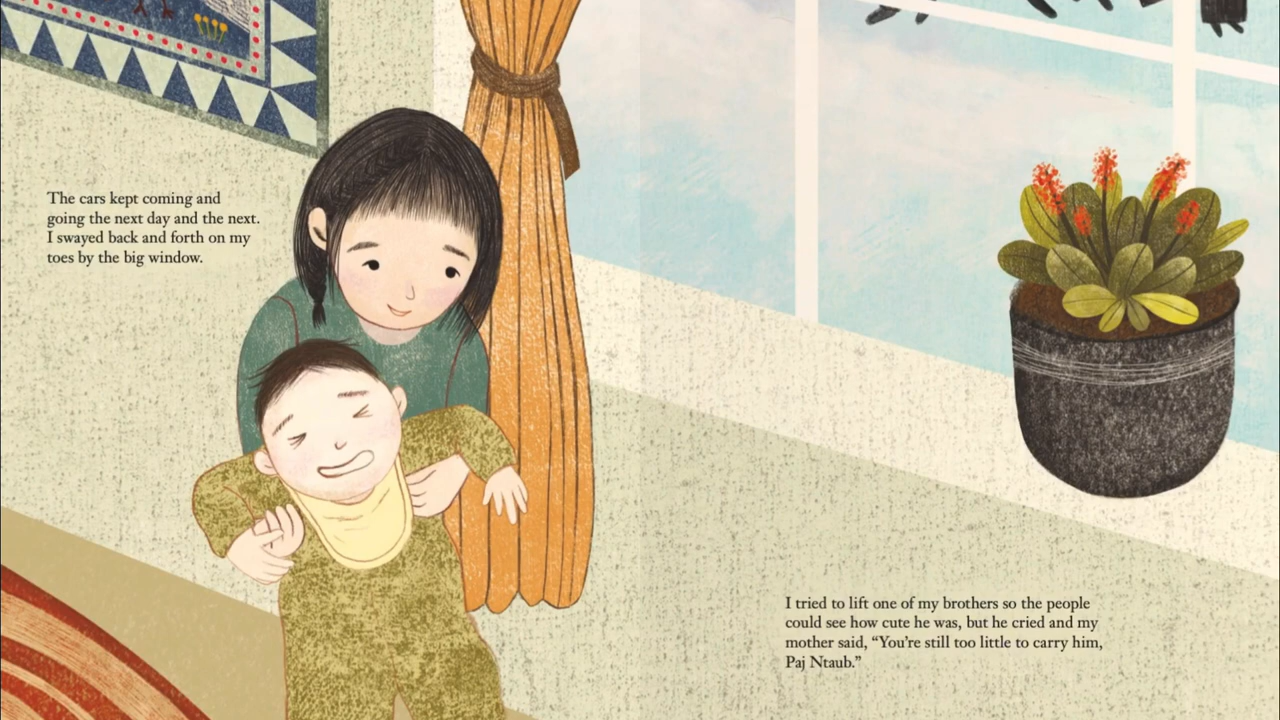 The cars kept coming and
going the next day and the next.
I swayed back and forth on my
toes by the big window.
I tried to lift one of my brothers so the people
could see how cute he was, but he cried and my
mother said, “You’re still too little to carry him,
Paj Ntaub.”